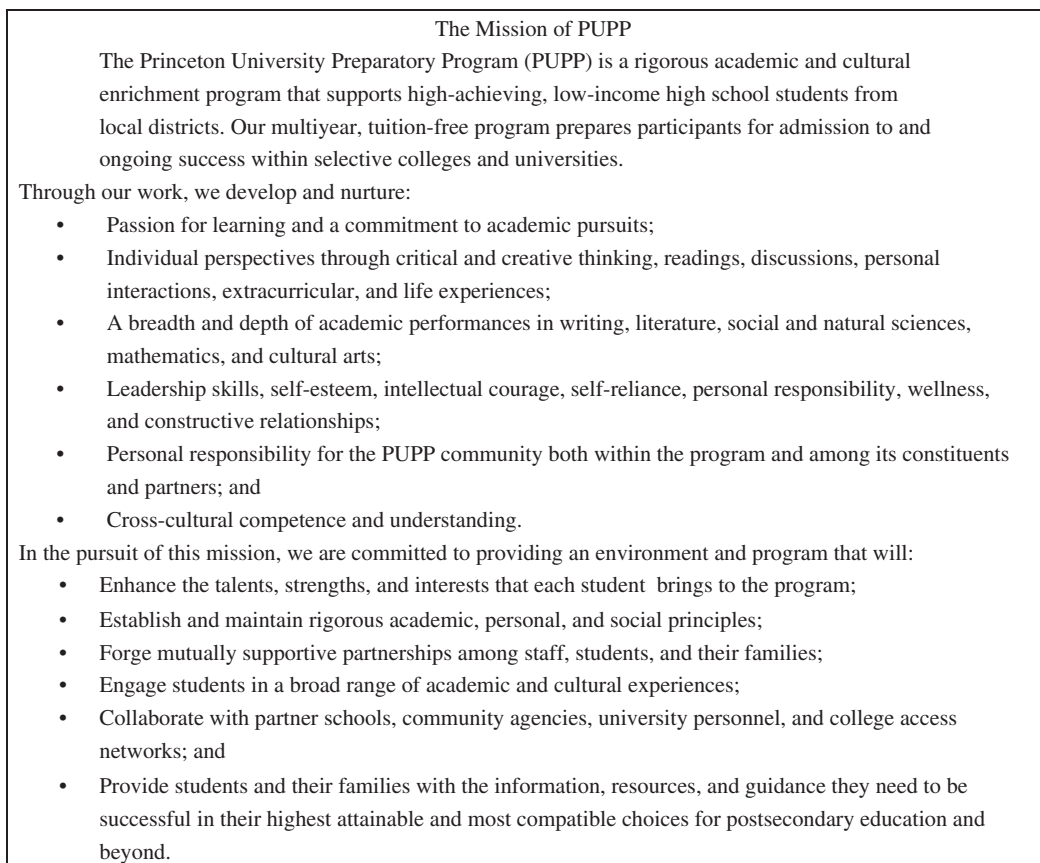 The Mission of PUPP
The Princeton University Preparatory Program (PUPP) is a rigorous academic and cultural
enrichment program that supports high-achieving, low-income high school students from
local districts. Our multiyear, tuition-free program prepares participants for admission to and
ongoing success within selective colleges and universities.
Through our work, we develop and nurture:
• Passion for learning and a commitment to academic pursuits;
• Individual perspectives through critical and creative thinking, readings, discussions, personal
interactions, extracurricular, and life experiences;
• A breadth and depth of academic performances in writing, literature, social and natural sciences,
mathematics, and cultural arts;
• Leadership skills, self-esteem, intellectual courage, self-reliance, personal responsibility, wellness,
and constructive relationships;
• Personal responsibility for the PUPP community both within the program and among its constituents
and partners; and
• Cross-cultural competence and understanding.
In the pursuit of this mission, we are committed to providing an environment and program that will:
• Enhance the talents, strengths, and interests that each student brings to the program;
• Establish and maintain rigorous academic, personal, and social principles;
• Forge mutually supportive partnerships among staff, students, and their families;
• Engage students in a broad range of academic and cultural experiences;
• Collaborate with partner schools, community agencies, university personnel, and college access
networks; and
• Provide students and their families with the information, resources, and guidance they need to be
successful in their highest attainable and most compatible choices for postsecondary education and
beyond.